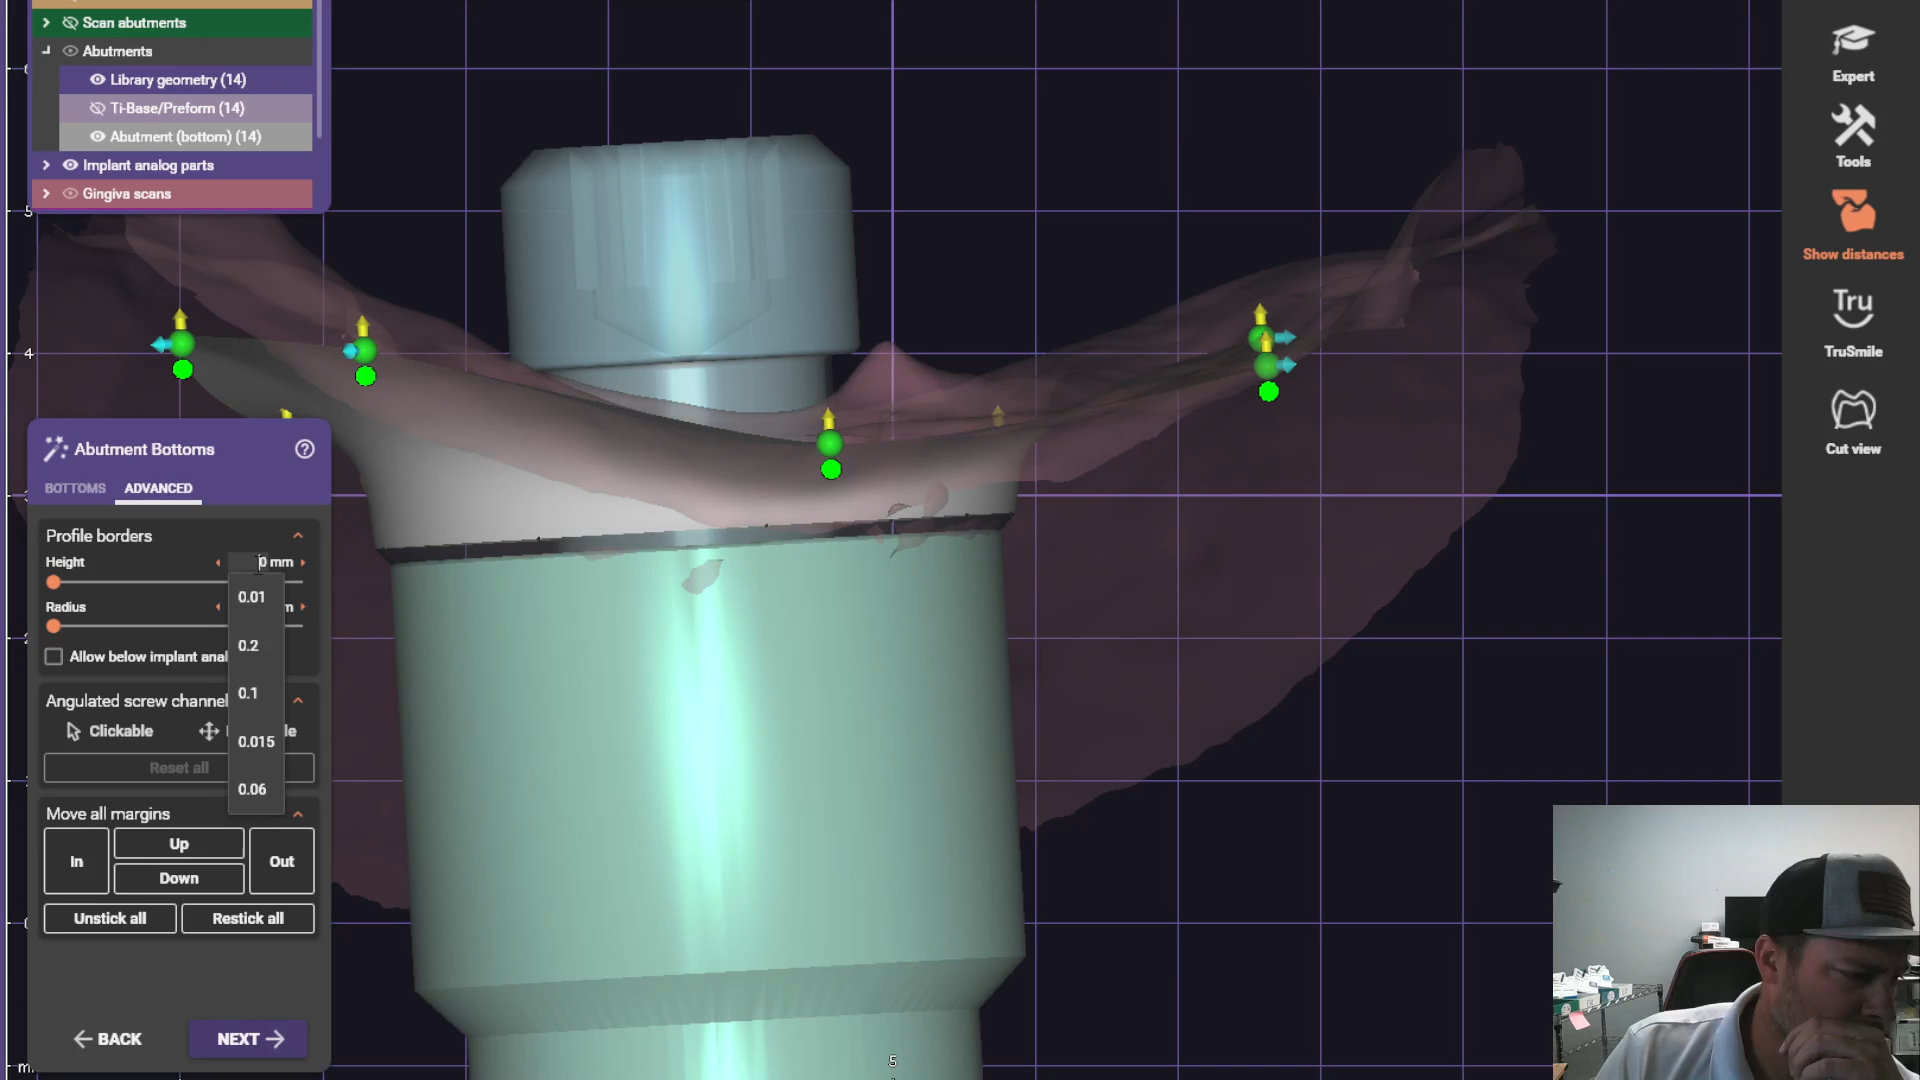 Scan abutments
Abutments
Library geometry (14)
Ti-Base/Preform (14)
Abutment (bottom) (14)
Implant analog parts
Gingiva scans
5
4
Abutment Bottoms
BOTTOMS
ADVANCED
Profile borders
Height
0 mm
0.01
Radius
0.2
Allow below implant anal
0.1
Angulated screw channel
Clickable
0.015
Reset all
0.06
Move all margins
In
Up
Down
Out
Unstick all
Restick all
BACK
NEXT
5
Expert
Tools
Show distances
Tru
TruSmile
Cut view